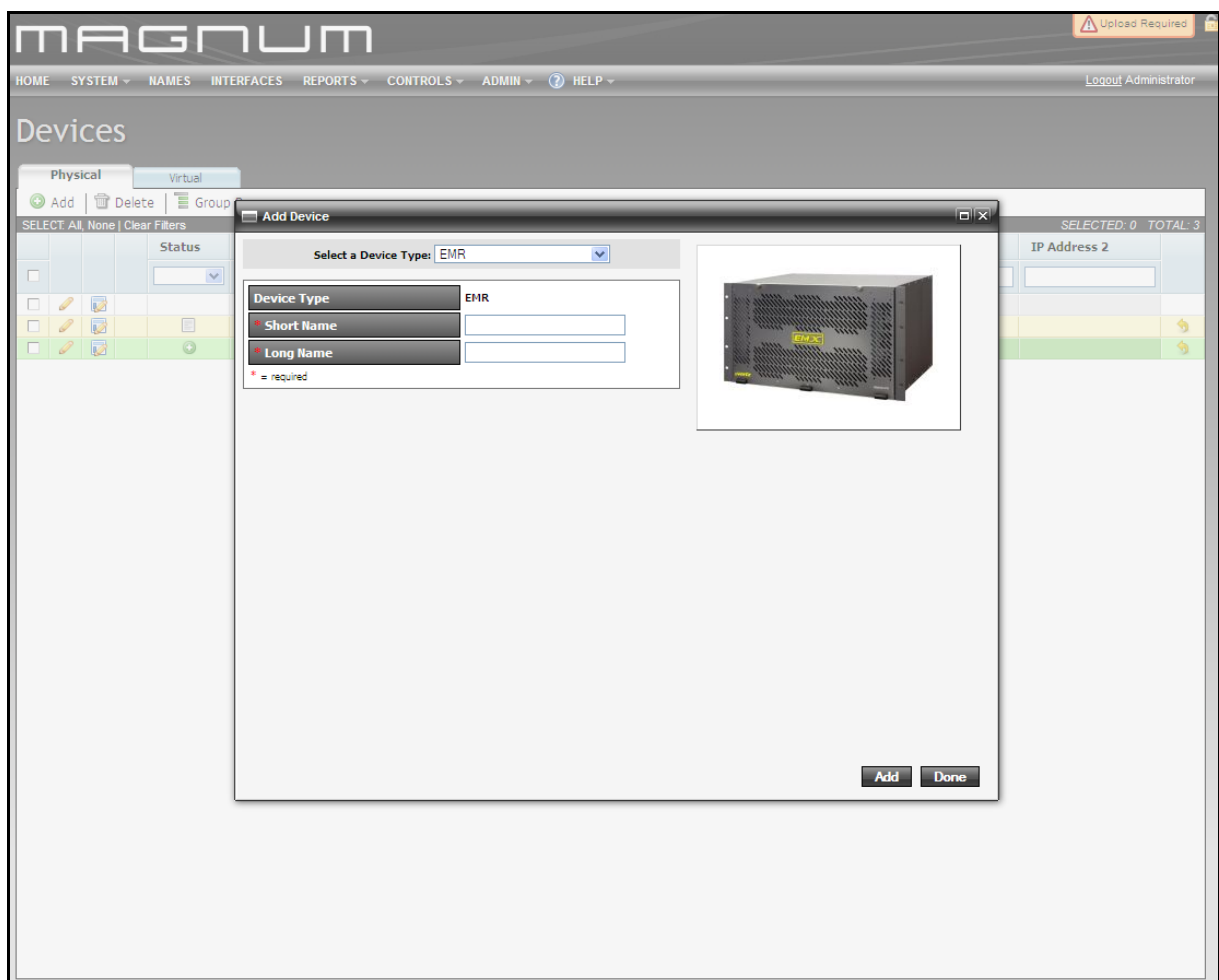 MAGNUM
Upload Required
HOME SYSTEM NAMES INTERFACES REPORTS CONTROLS ADMIN ? HELP
Logout Administrator
Devices
Physical Virtual
Add | Delete | Group
SELECT: All, None | Clear Filters
SELECTED: 0 TOTAL: 3
Status
IP Address 2
Add Device
Select a Device Type: EMR
Device Type EMR
* Short Name
* Long Name
* = required
EMX
Add Done